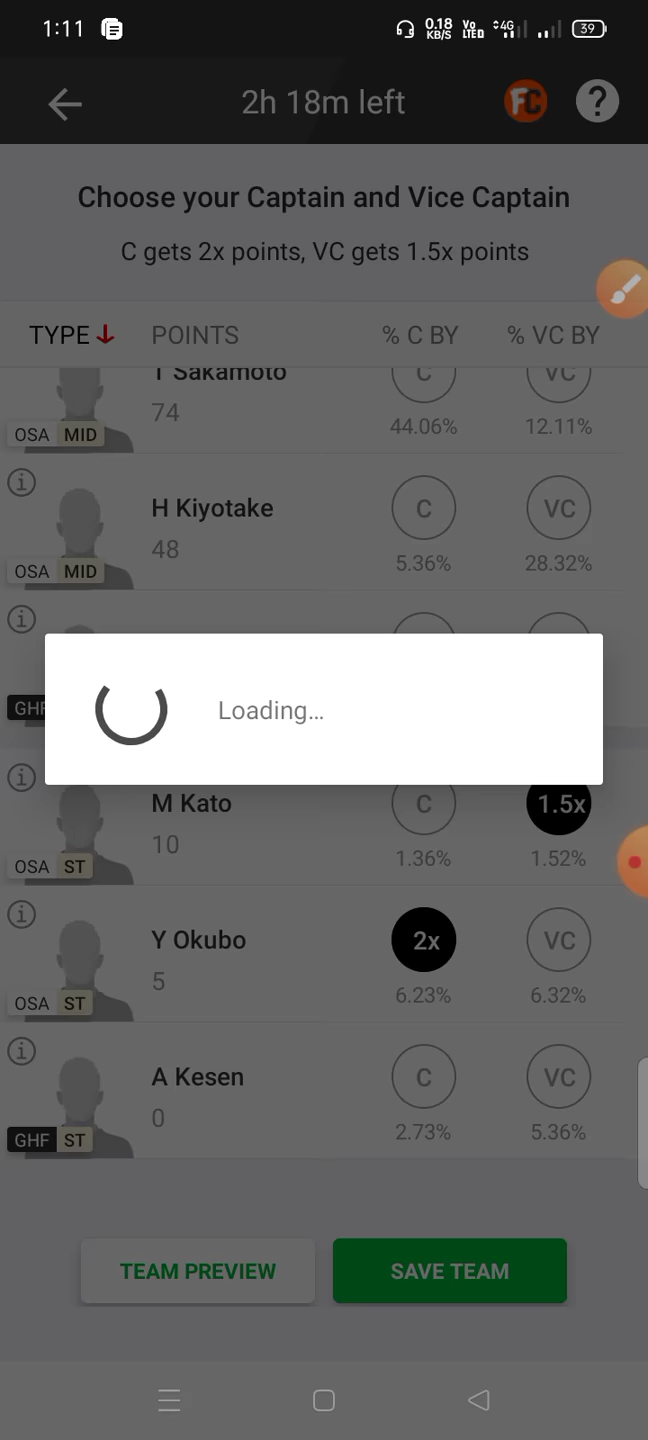 1:11 0.18 KB/S Vo LTE D 4G 39
2h 18m left FC ?
Choose your Captain and Vice Captain
C gets 2x points, VC gets 1.5x points
TYPE POINTS % C BY % VC BY
T Sakamoto C VC
74
OSA MID 44.06% 12.11%
i
H Kiyotake C VC
48
OSA MID 5.36% 28.32%
i
GHF
Loading...
i
M Kato C 1.5x
10
OSA ST 1.36% 1.52%
i
Y Okubo 2x VC
5
OSA ST 6.23% 6.32%
i
A Kesen C VC
0
GHF ST 2.73% 5.36%
TEAM PREVIEW SAVE TEAM